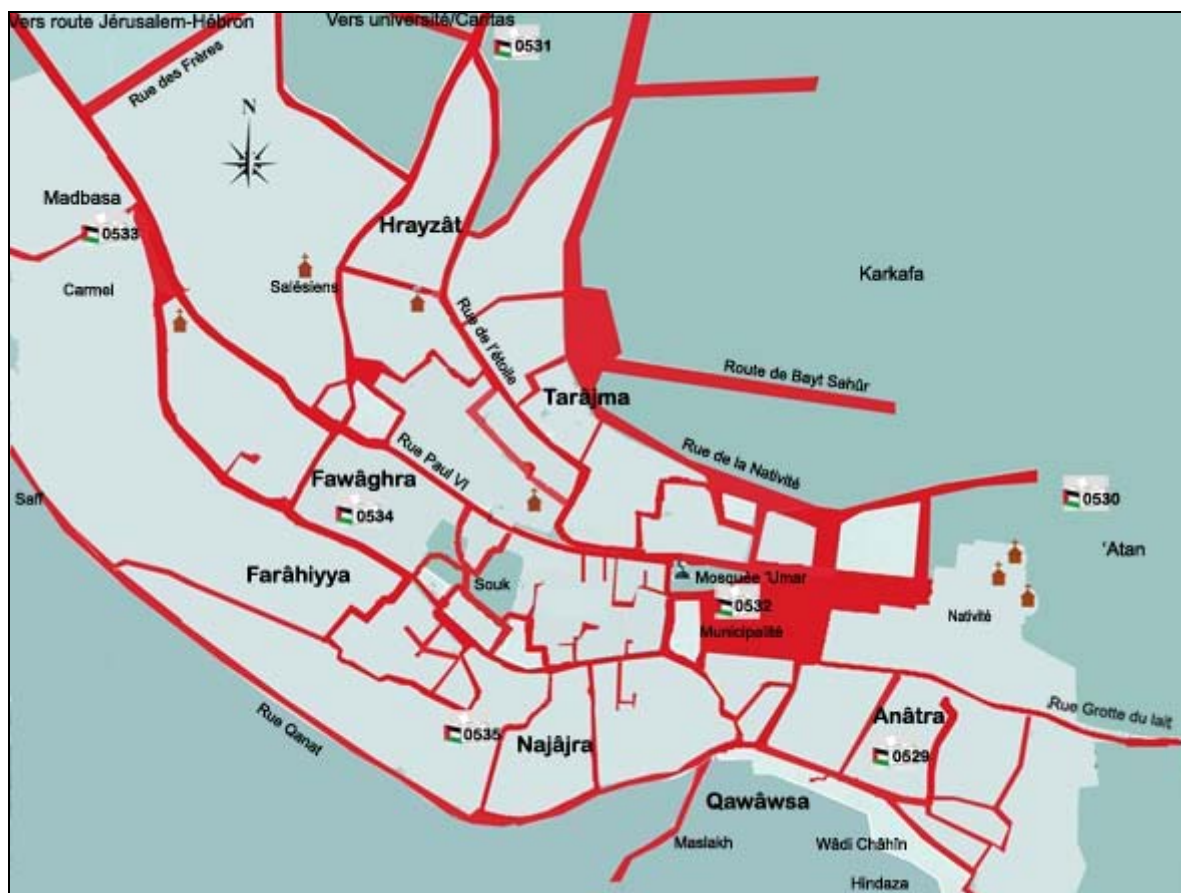 Vers route Jérusalem-Hébron
Vers université/Caritas
0531
Rue des Frères
N
Madbasa
0533
Hrayzât
Carmel
Salésiens
Karkafa
Rue de l'étoile
Route de Bayt Sahûr
Tarâjma
Rue Paul VI
Rue de la Nativité
Fawâghra
0534
Saff
0530
'Atan
Farâhiyya
Souk
Mosquée 'Umar
0532
Municipalité
Nativité
Rue Qanat
0535
Najâjra
Anâtra
0529
Rue Grotte du lait
Qawâwsa
Maslakh
Wâdi Châhîn
Hindaza